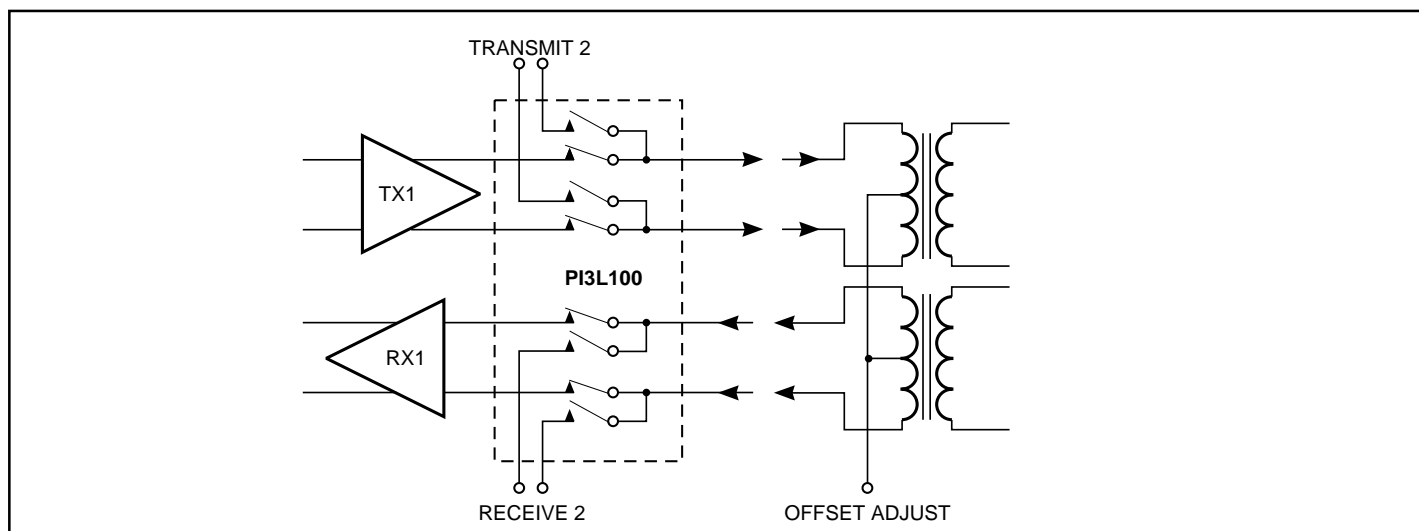 TRANSMIT 2
TX1
PI3L100
RX1
RECEIVE 2
OFFSET ADJUST